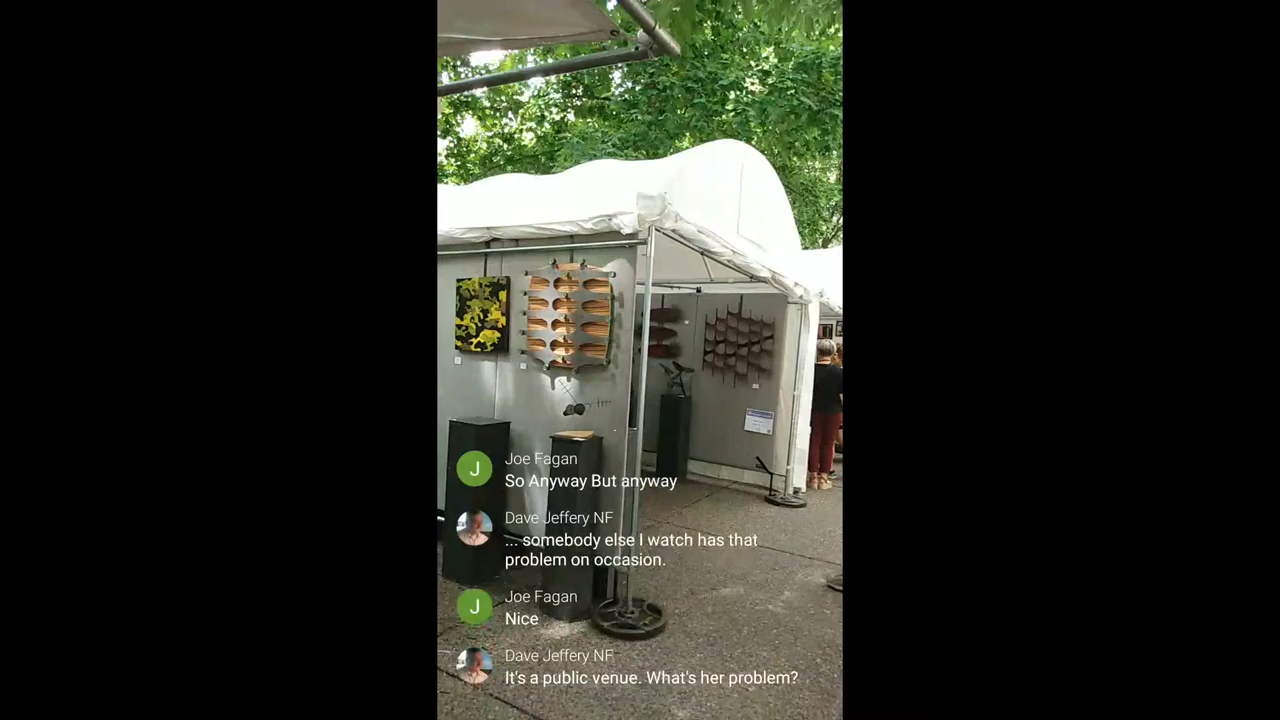 Joe Fagan
So Anyway But anyway
Dave Jeffery NF
... somebody else I watch has that
problem on occasion.
J
Joe Fagan
Nice
J
Dave Jeffery NF
It's a public venue. What's her problem?